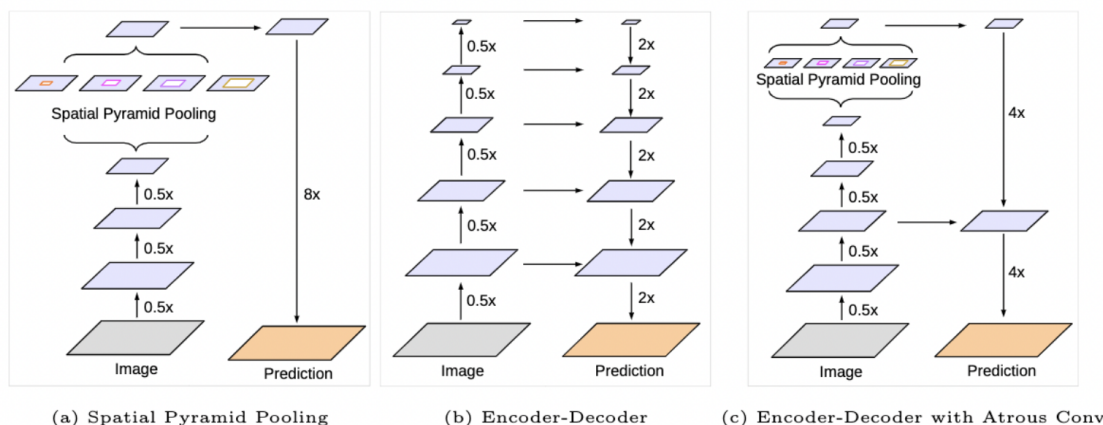 Spatial Pyramid Pooling
0.5x
0.5x
0.5x
8x
Image
Prediction
(a) Spatial Pyramid Pooling
0.5x
2x
0.5x
2x
0.5x
2x
0.5x
2x
0.5x
2x
Image
Prediction
(b) Encoder-Decoder
Spatial Pyramid Pooling
4x
0.5x
0.5x
0.5x
4x
0.5x
Image
Prediction
(c) Encoder-Decoder with Atrous Conv